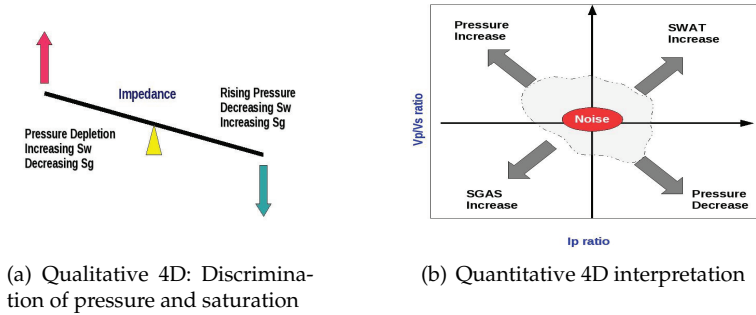 Impedance
Rising Pressure
Decreasing Sw
Increasing Sg
Pressure Depletion
Increasing Sw
Decreasing Sg
(a) Qualitative 4D: Discrimina-
tion of pressure and saturation
Pressure
Increase
SWAT
Increase
Vp/Vs ratio
Noise
SGAS
Increase
Pressure
Decrease
Ip ratio
(b) Quantitative 4D interpretation